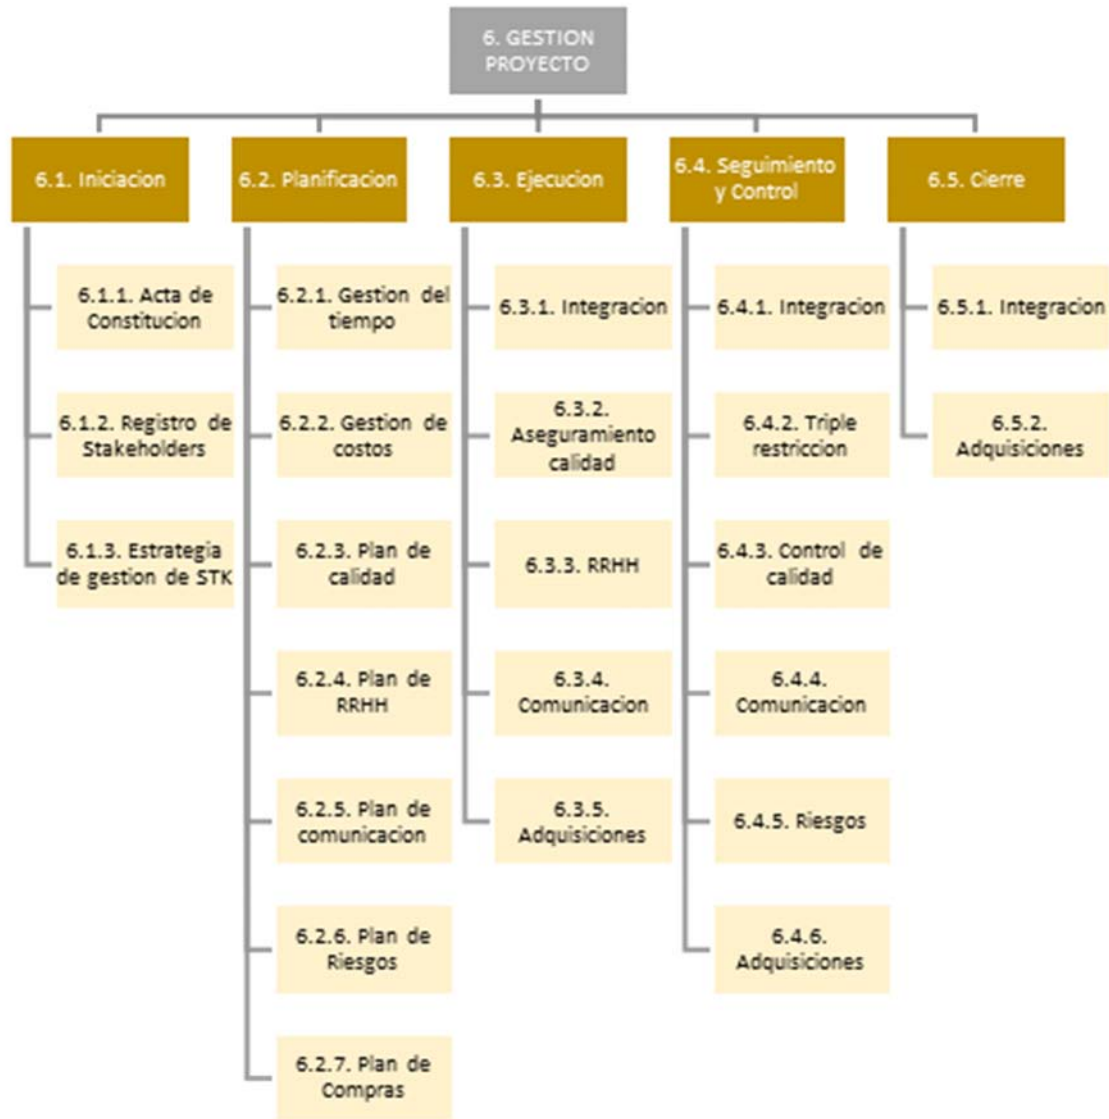 6. GESTION
PROYECTO
6.1. Iniciacion
6.2. Planificacion
6.3. Ejecucion
6.4. Seguimiento
y Control
6.5. Cierre
6.1.1. Acta de
Constitucion
6.1.2. Registro de
Stakeholders
6.1.3. Estrategia
de gestion de STK
6.2.1. Gestion del
tiempo
6.2.2. Gestion de
costos
6.2.3. Plan de
calidad
6.2.4. Plan de
RRHH
6.2.5. Plan de
comunicacion
6.2.6. Plan de
Riesgos
6.2.7. Plan de
Compras
6.3.1. Integracion
6.3.2.
Aseguramiento
calidad
6.3.3. RRHH
6.3.4.
Comunicacion
6.3.5.
Adquisiciones
6.4.1. Integracion
6.4.2. Triple
restriccion
6.4.3. Control de
calidad
6.4.4.
Comunicacion
6.4.5. Riesgos
6.4.6.
Adquisiciones
6.5.1. Integracion
6.5.2.
Adquisiciones